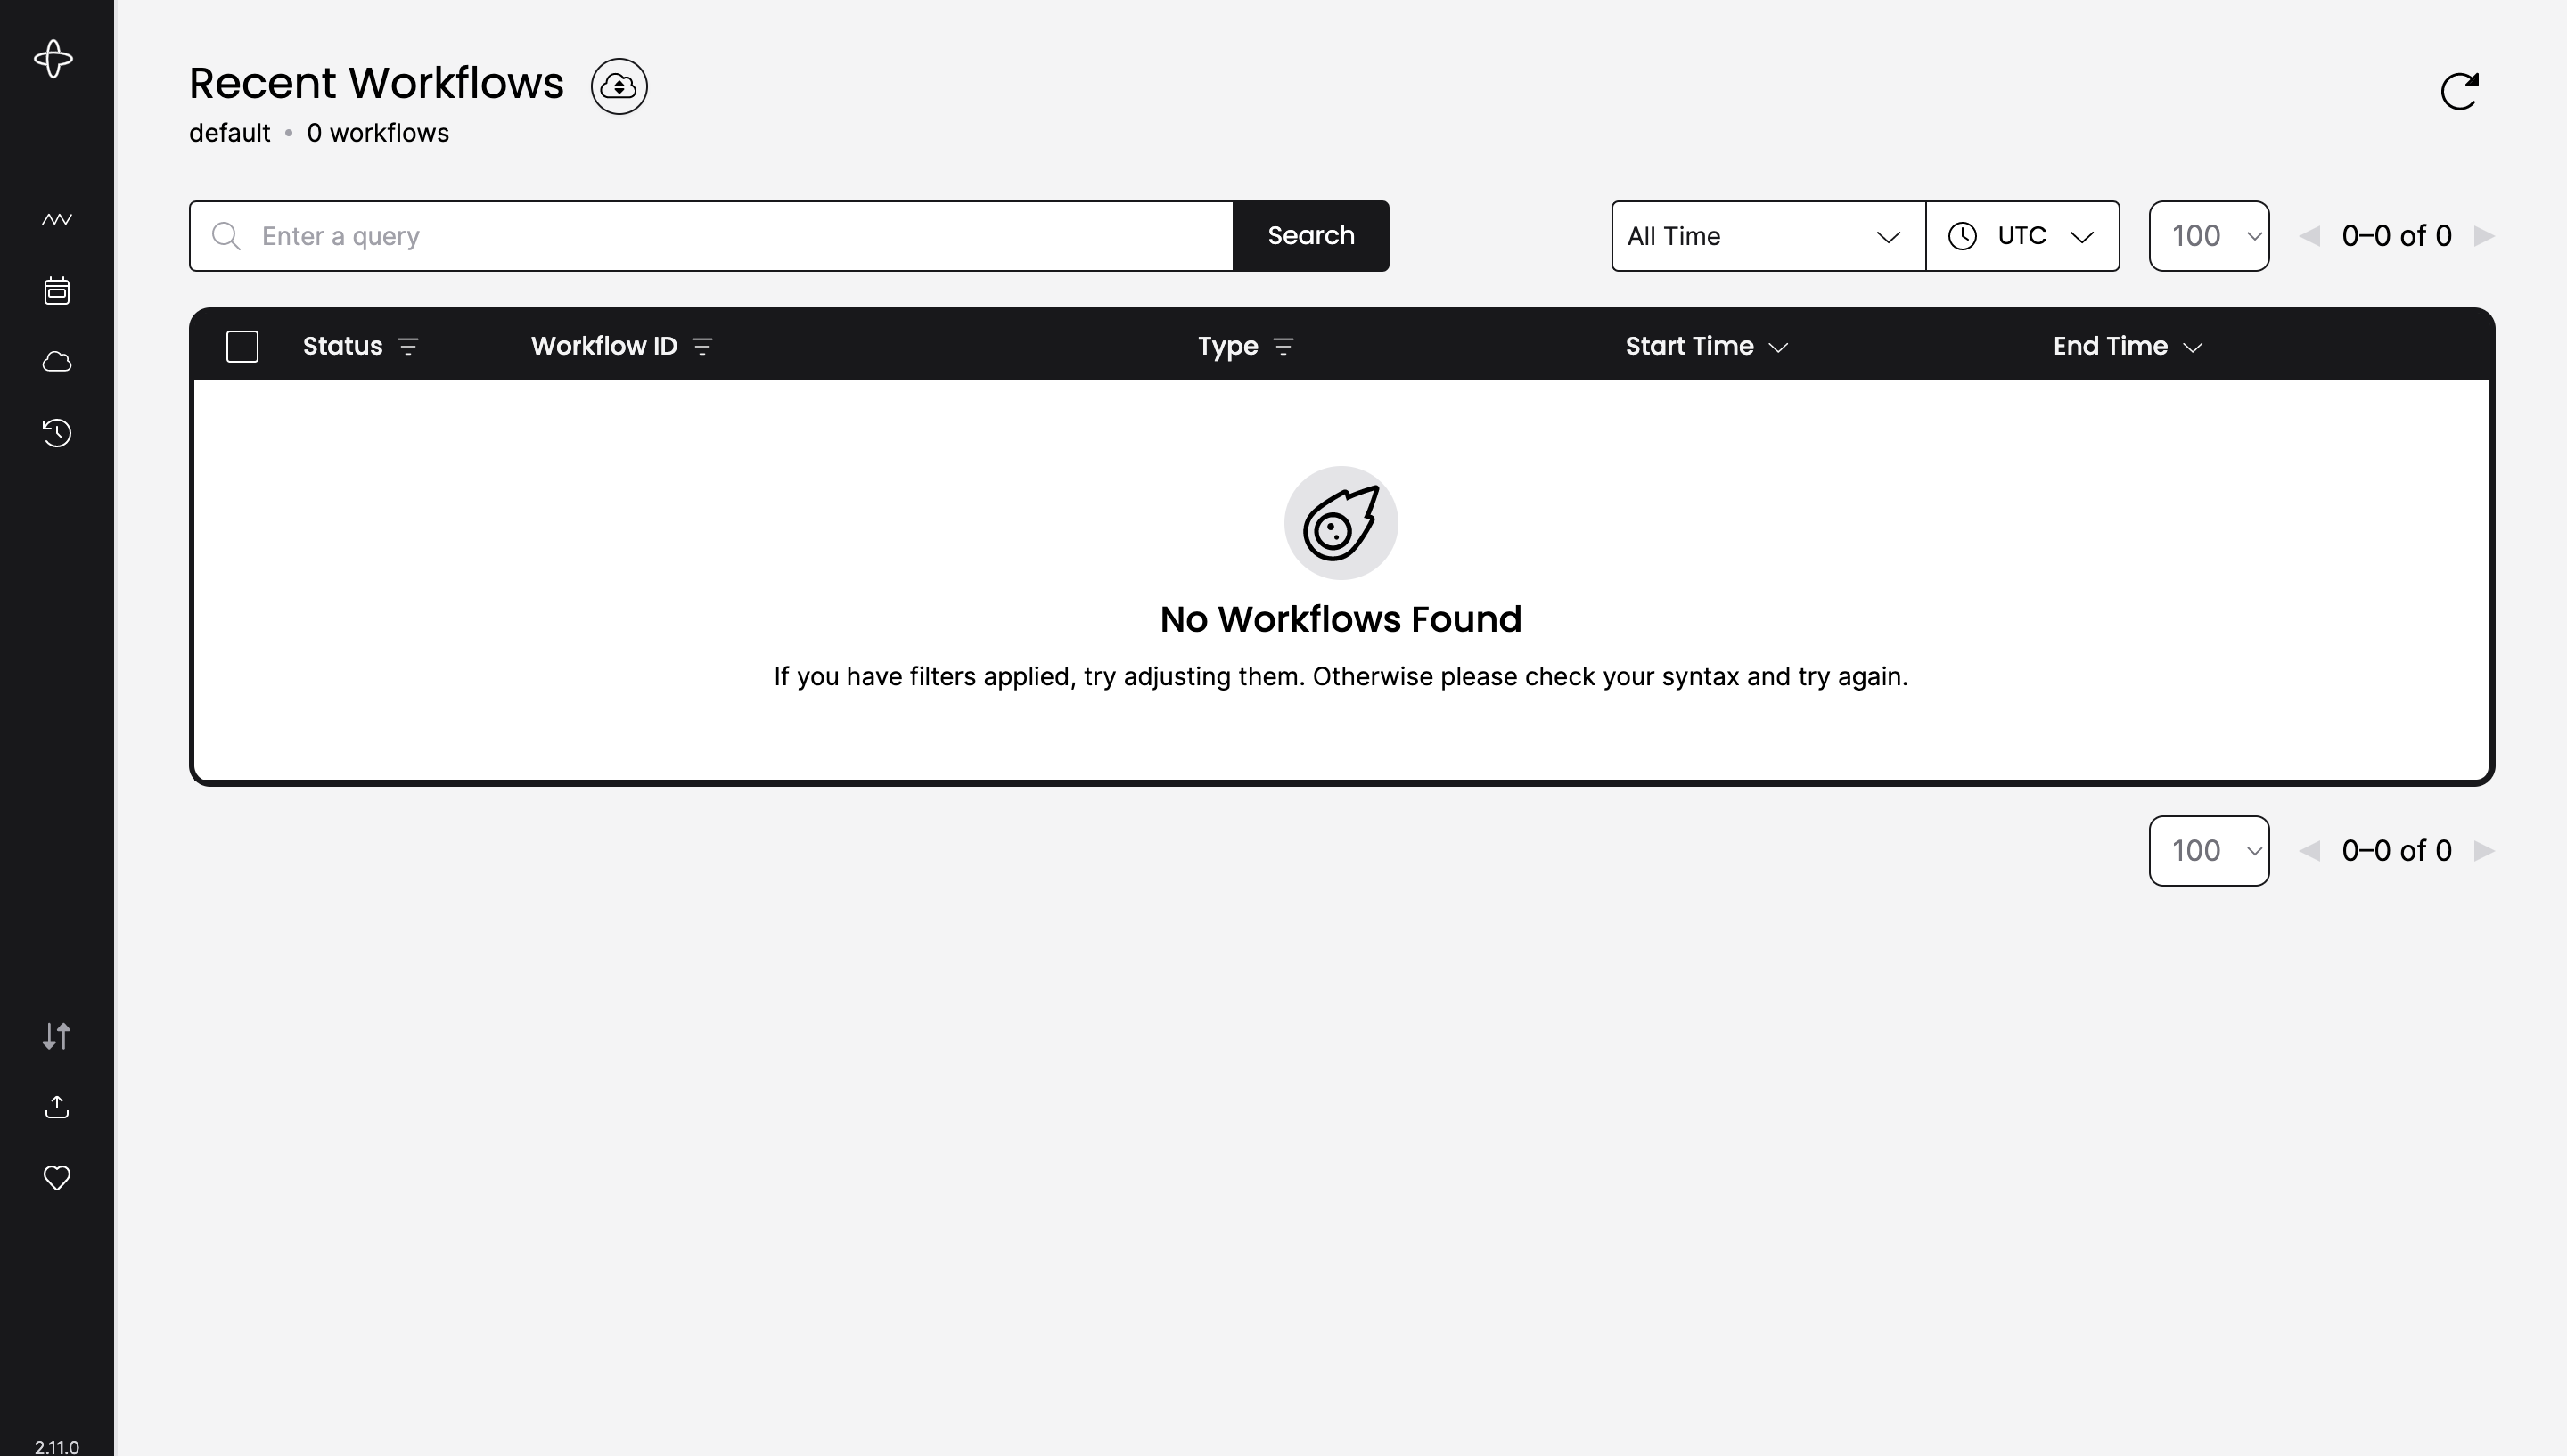 Recent Workflows
default • 0 workflows
Enter a query
Search
All Time
UTC
100
0–0 of 0
Status
Workflow ID
Type
Start Time
End Time
No Workflows Found
If you have filters applied, try adjusting them. Otherwise please check your syntax and try again.
100
0–0 of 0
2.11.0